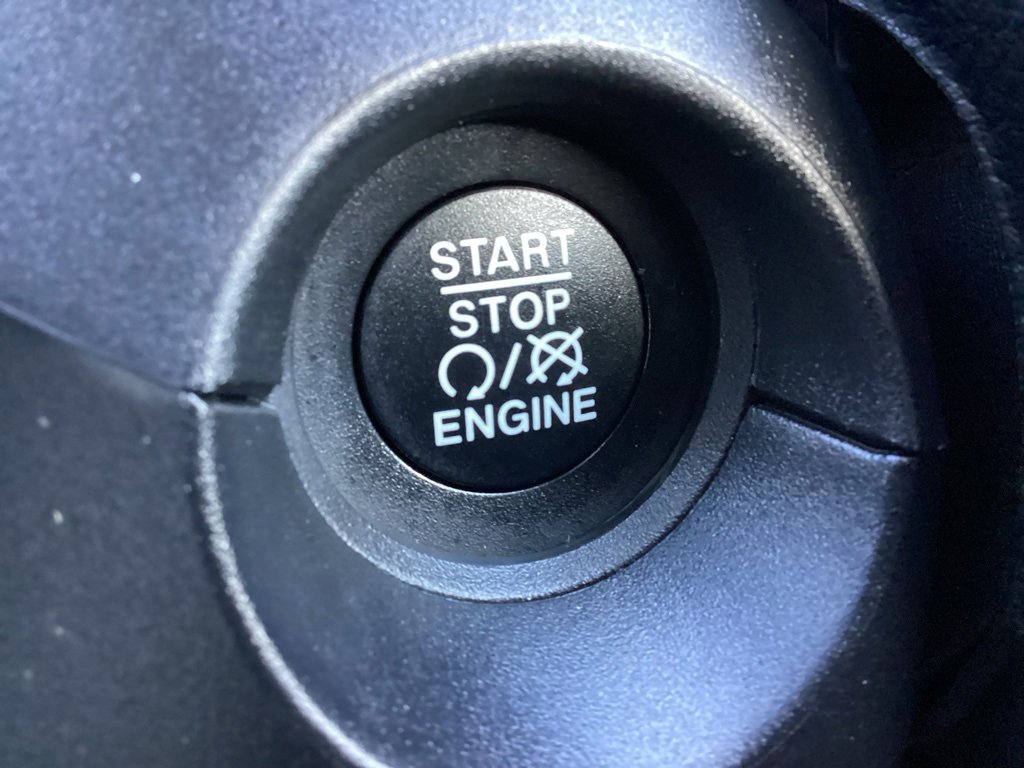 START
STOP
/
ENGINE